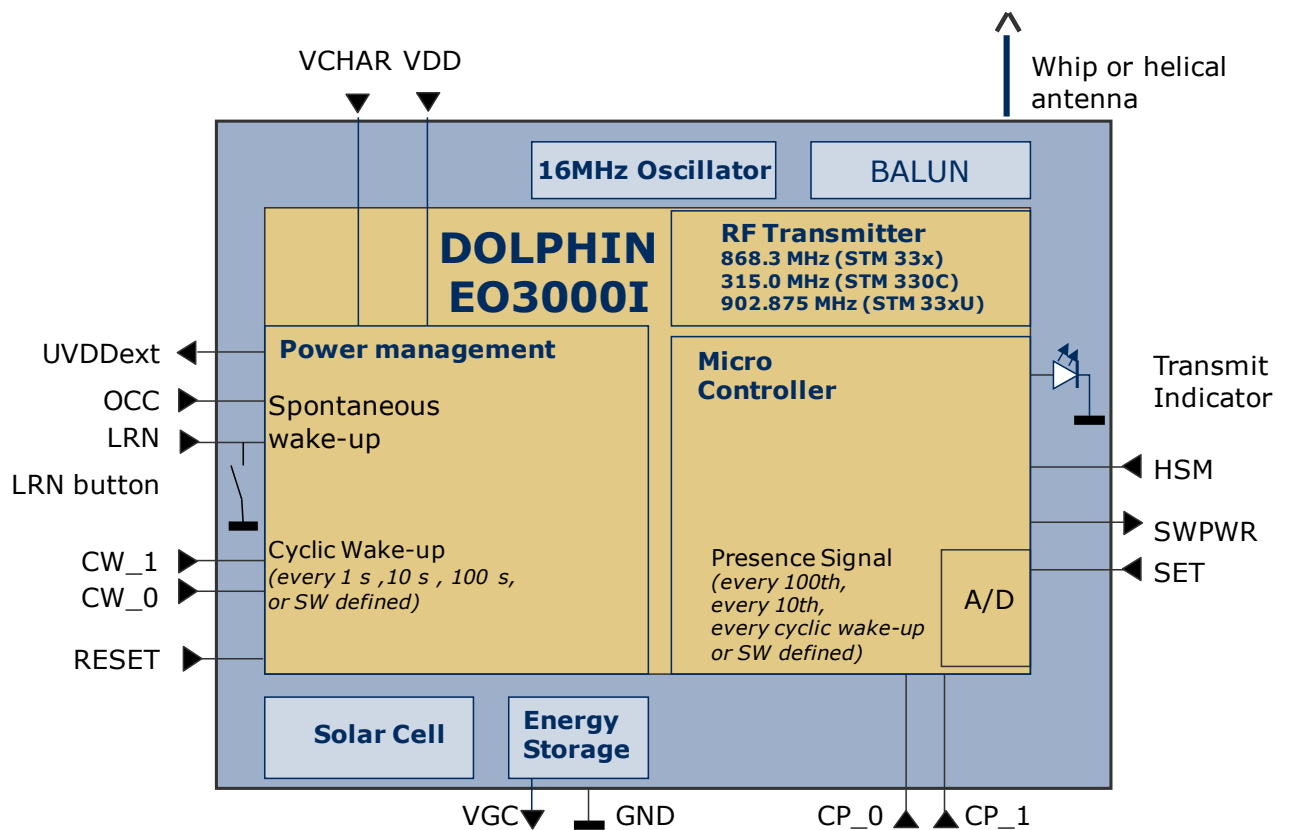 VCHAR VDD
Whip or helical
antenna
16MHz Oscillator
BALUN
DOLPHIN
EO3000I
RF Transmitter
868.3 MHz (STM 33x)
315.0 MHz (STM 330C)
902.875 MHz (STM 33xU)
UVDDext
OCC
LRN
LRN button
CW_1
CW_0
RESET
Power management
Spontaneous
wake-up
Cyclic Wake-up
(every 1 s ,10 s , 100 s,
or SW defined)
Micro
Controller
Presence Signal
(every 100th,
every 10th,
every cyclic wake-up
or SW defined)
A/D
Transmit
Indicator
HSM
SWPWR
SET
Solar Cell
Energy
Storage
VGC
GND
CP_0
CP_1